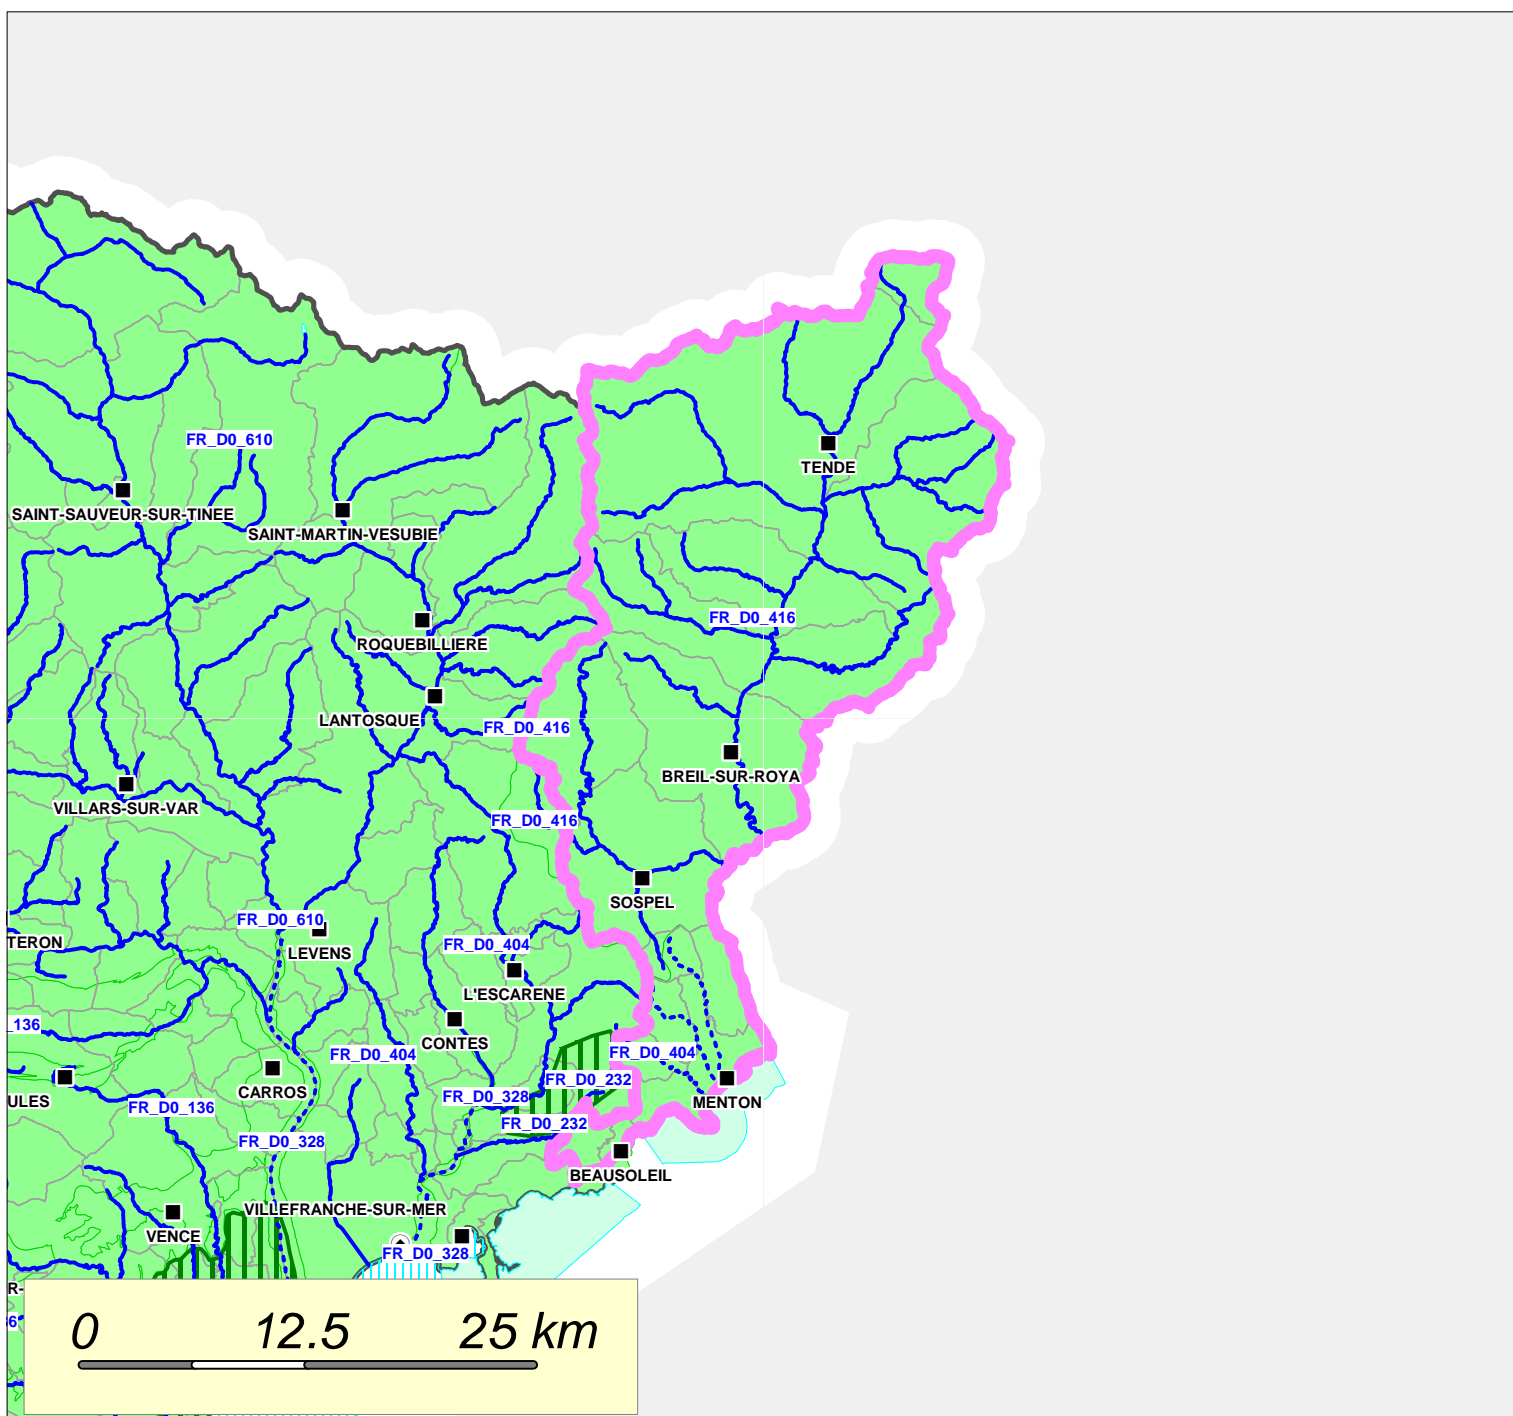 FR_D0_610
TENDE
SAINT-SAUVEUR-SUR-TINEE
SAINT-MARTIN-VESUBIE
FR_D0_416
ROQUEBILLIERE
LANTOSQUE
FR_D0_416
BREIL-SUR-ROYA
VILLARS-SUR-VAR
FR_D0_416
SOSPEL
FR_D0_610
TERON
LEVENS
FR_D0_404
L'ESCARENE
_136
CONTES
FR_D0_404
FR_D0_404
FR_D0_232
CARROS
FR_D0_328
ULES
FR_D0_136
MENTON
FR_D0_232
FR_D0_328
BEAUSOLEIL
VILLEFRANCHE-SUR-MER
VENCE
FR_D0_328
R-
36
0 12.5 25 km